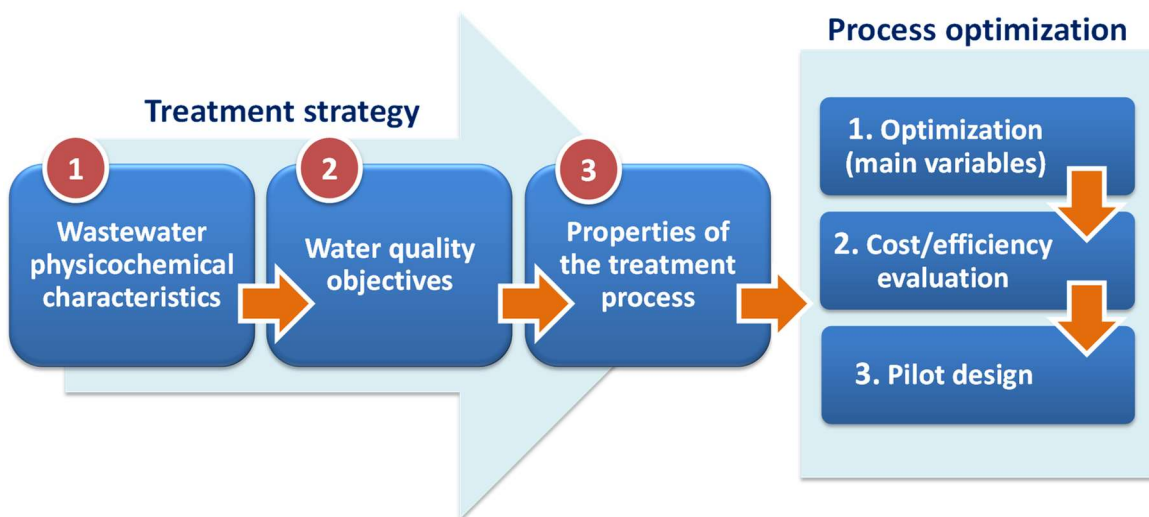 Treatment strategy
1
Wastewater
physicochemical
characteristics
2
Water quality
objectives
3
Properties of
the treatment
process
Process optimization
1. Optimization
(main variables)
2. Cost/efficiency
evaluation
3. Pilot design